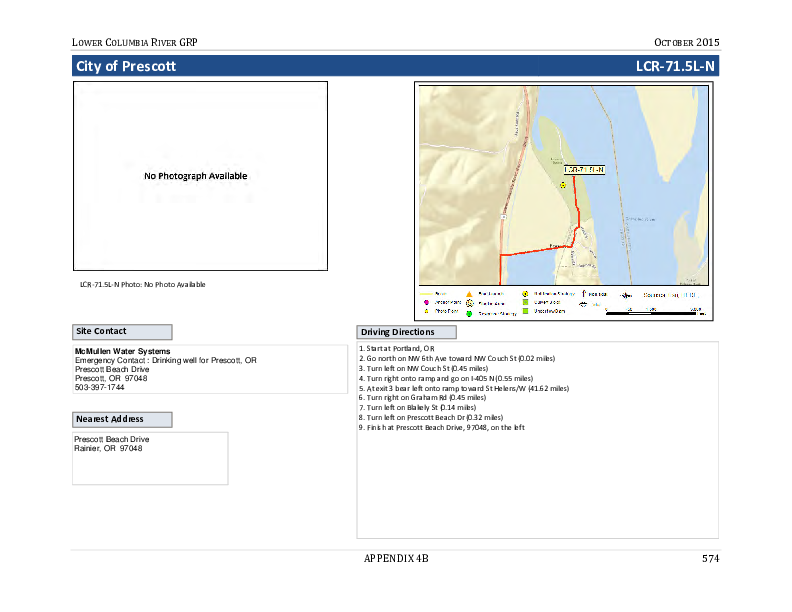 LOWER COLUMBIA RIVER GRP
OCTOBER 2015
City of Prescott
LCR-71.5L-N
No Photograph Available
LCR-71.5L-N
LCR-71.5L-N Photo: No Photo Available
Site Contact
McMullen Water Systems
Emergency Contact : Drinking well for Prescott, OR
Prescott Beach Drive
Prescott, OR 97048
503-397-1744
Nearest Address
Prescott Beach Drive
Rainier, OR 97048
Driving Directions
1. Start at Portland, OR
2. Go north on NW 6th Ave toward NW Couch St (0.02 miles)
3. Turn left on NW Couch St (0.45 miles)
4. Turn right onto ramp and go on I-405 N (0.55 miles)
5. At exit 3 bear left onto ramp toward St Helens/W (41.62 miles)
6. Turn right on Graham Rd (0.45 miles)
7. Turn left on Blakely St (0.14 miles)
8. Turn left on Prescott Beach Dr (0.32 miles)
9. Finish at Prescott Beach Drive, 97048, on the left
APPENDIX 4B
574